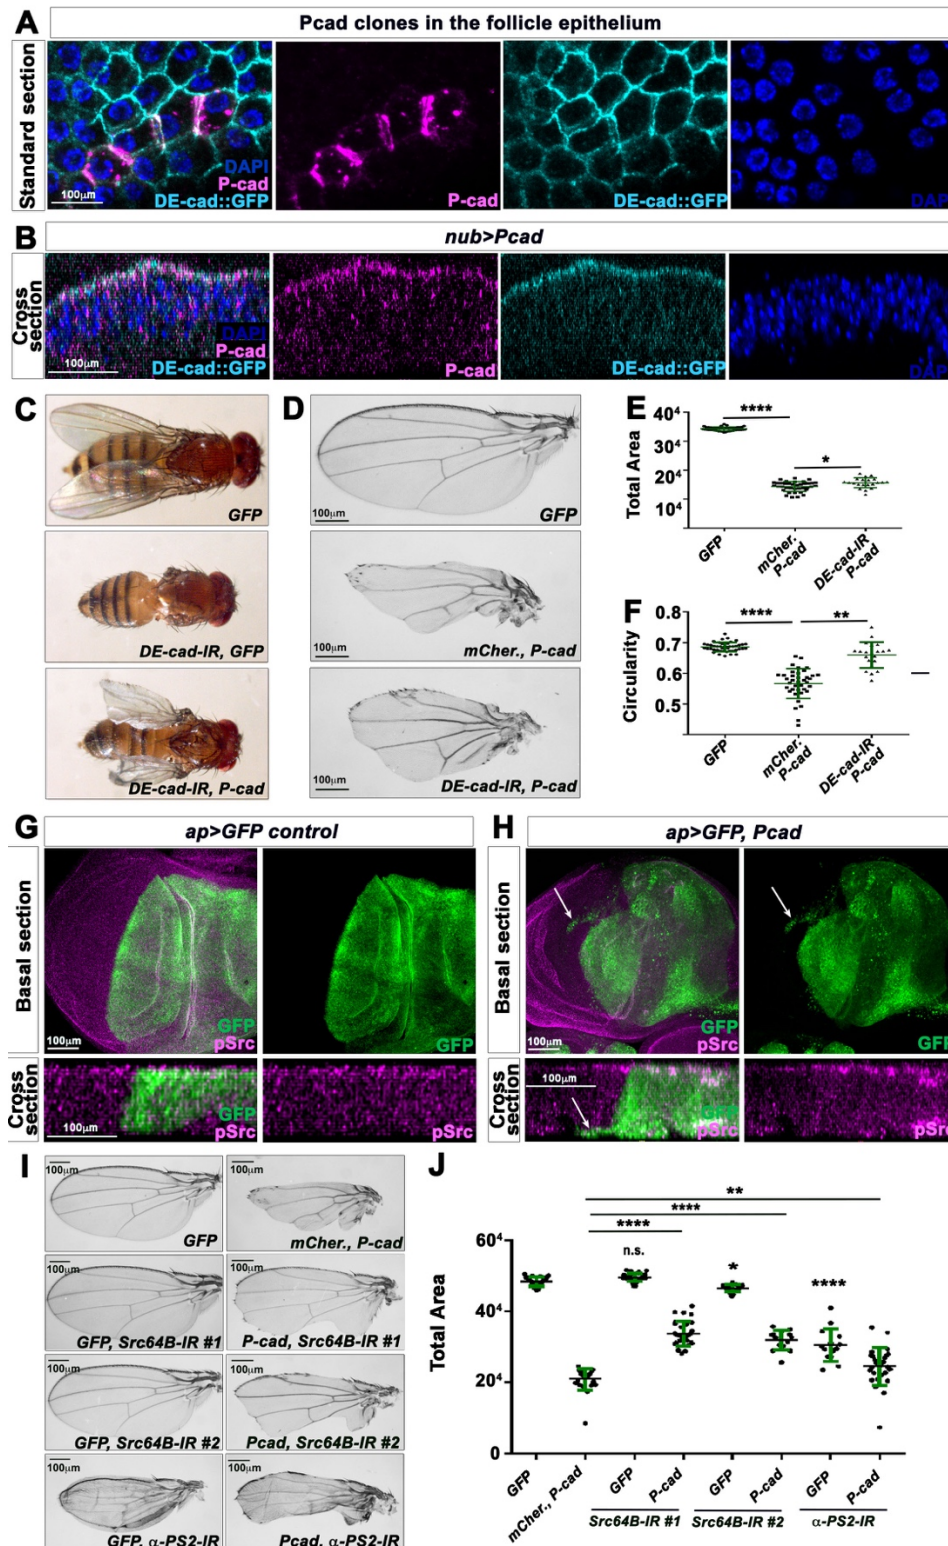 A
Pcad clones in the follicle epithelium
Standard section
DAPI
P-cad
DE-cad::GFP
100μm
P-cad
DE-cad::GFP
DAPI
B
nub>Pcad
Cross section
DAPI
P-cad
DE-cad::GFP
100μm
P-cad
DE-cad::GFP
DAPI
C
GFP
DE-cad-IR, GFP
DE-cad-IR, P-cad
D
100μm
GFP
100μm
mCher., P-cad
100μm
DE-cad-IR, P-cad
E
Total Area
40⁴
30⁴
20⁴
10⁴
****
*
GFP
mCher.
P-cad
DE-cad-IR
P-cad
F
Circularity
0.8
0.7
0.6
0.5
****
**
GFP
mCher.
P-cad
DE-cad-IR
P-cad
G
ap>GFP control
Basal section
100μm
GFP
pSrc
GFP
Cross section
100μm
GFP
pSrc
pSrc
H
ap>GFP, Pcad
Basal section
100μm
GFP
pSrc
GFP
Cross section
100μm
GFP
pSrc
pSrc
I
100μm
GFP
100μm
mCher., P-cad
100μm
GFP, Src64B-IR #1
100μm
P-cad, Src64B-IR #1
100μm
GFP, Src64B-IR #2
100μm
Pcad, Src64B-IR #2
100μm
GFP, α-PS2-IR
100μm
Pcad, α-PS2-IR
J
Total Area
60⁴
40⁴
20⁴
0
**
****
****
n.s.
*
****
GFP
mCher., P-cad
GFP
P-cad
GFP
P-cad
GFP
P-cad
Src64B-IR #1
Src64B-IR #2
α-PS2-IR